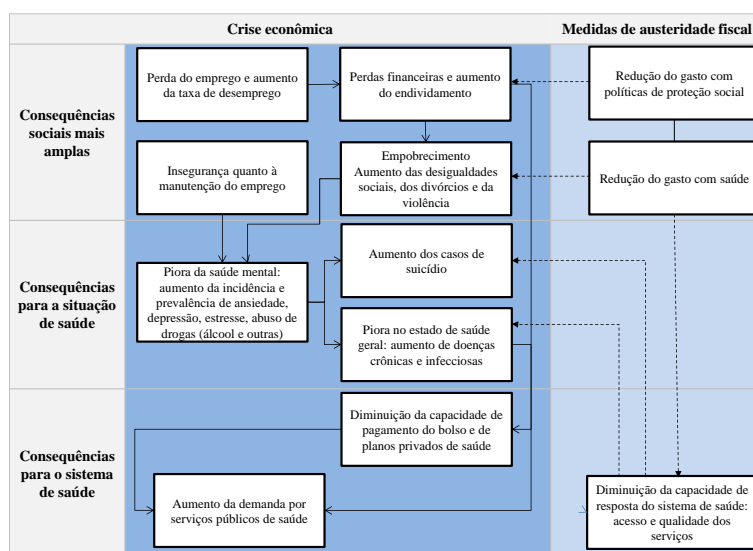 Crise econômica
Medidas de austeridade fiscal
Consequências
sociais mais
amplas
Perda do emprego e aumento
da taxa de desemprego
Perdas financeiras e aumento
do endividamento
Redução do gasto com
políticas de proteção social
Insegurança quanto à
manutenção do emprego
Empobrecimento
Aumento das desigualdades
sociais, dos divórcios e da
violência
Redução do gasto com saúde
Consequências
para a situação
de saúde
Piora da saúde mental:
aumento da incidência e
prevalência de ansiedade,
depressão, estresse, abuso de
drogas (álcool e outras)
Aumento dos casos de
suicídio
Piora no estado de saúde
geral: aumento de doenças
crônicas e infecciosas
Consequências
para o sistema
de saúde
Diminuição da capacidade de
pagamento do bolso e de
planos privados de saúde
Aumento da demanda por
serviços públicos de saúde
Diminuição da capacidade de
resposta do sistema de saúde:
acesso e qualidade dos
serviços